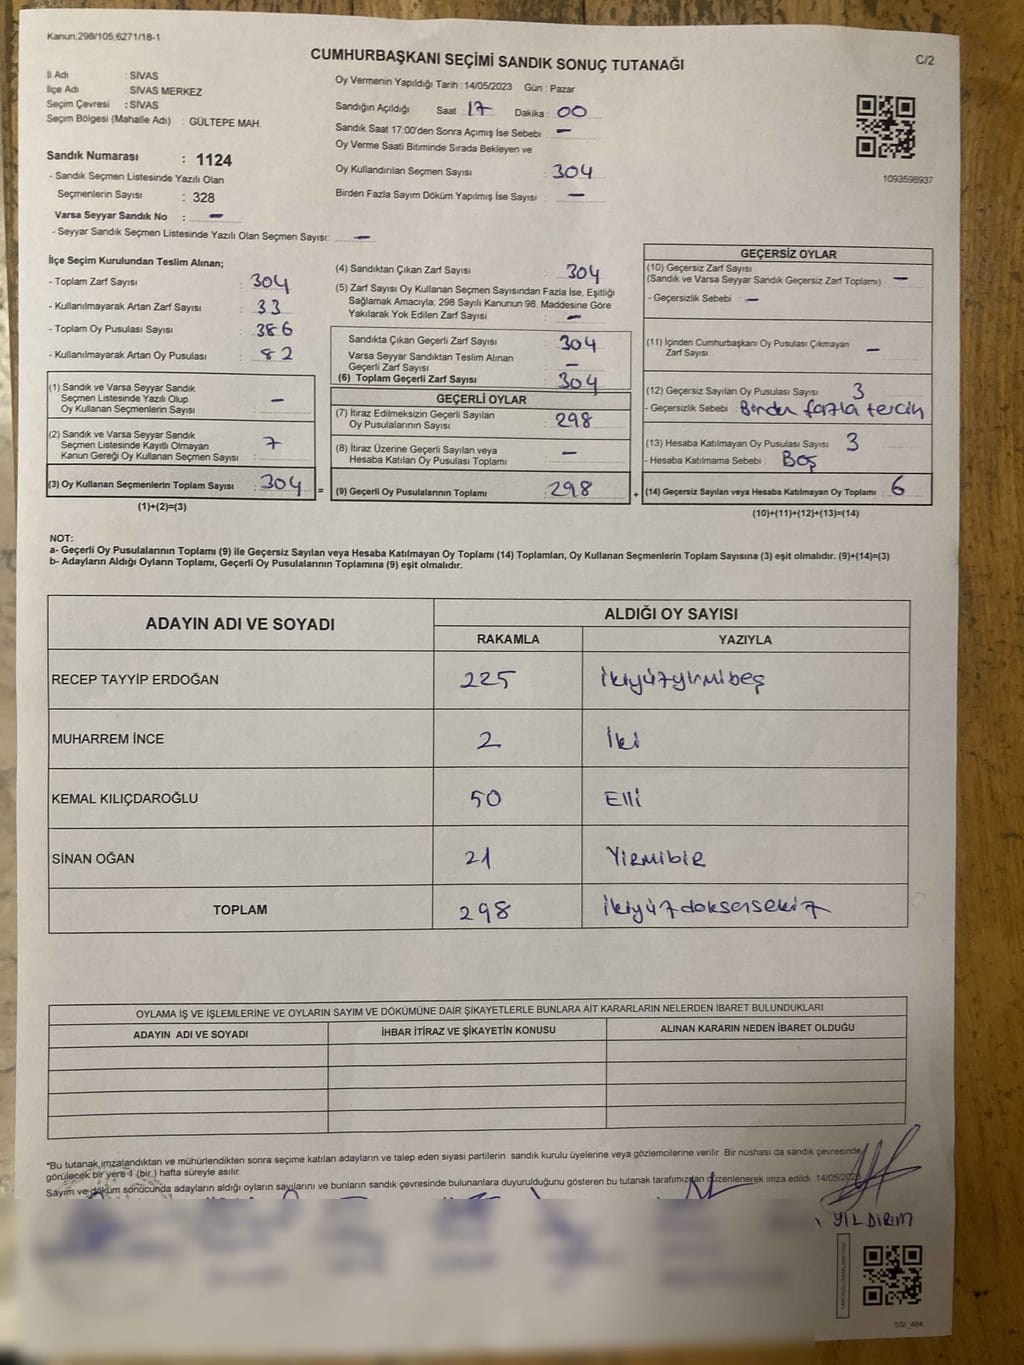 Kanun:298/105,6271/18-1
CUMHURBAŞKANI SEÇİMİ SANDIK SONUÇ TUTANAĞI
C/2
İl Adı : SİVAS
İlçe Adı : SİVAS MERKEZ
Seçim Çevresi : SİVAS
Seçim Bölgesi (Mahalle Adı) : GÜLTEPE MAH.
Sandık Numarası : 1124
- Sandık Seçmen Listesinde Yazılı Olan
Seçmenlerin Sayısı : 328
Varsa Seyyar Sandık No : —
- Seyyar Sandık Seçmen Listesinde Yazılı Olan Seçmen Sayısı: —
Oy Vermenin Yapıldığı Tarih : 14/05/2023 Gün : Pazar
Sandığın Açıldığı Saat 17 Dakika : 00
Sandık Saat 17:00'den Sonra Açımış İse Sebebi : —
Oy Verme Saati Bitiminde Sırada Bekleyen ve
Oy Kullandırılan Seçmen Sayısı : 304
Birden Fazla Sayım Döküm Yapılmış İse Sayısı : —
1093598937
İlçe Seçim Kurulundan Teslim Alınan;
- Toplam Zarf Sayısı : 304
- Kullanılmayarak Artan Zarf Sayısı : 33
- Toplam Oy Pusulası Sayısı : 386
- Kullanılmayarak Artan Oy Pusulası : 82
(1) Sandık ve Varsa Seyyar Sandık
Seçmen Listesinde Yazılı Olup
Oy Kullanan Seçmenlerin Sayısı : —
(2) Sandık ve Varsa Seyyar Sandık
Seçmen Listesinde Kayıtlı Olmayan
Kanun Gereği Oy Kullanan Seçmen Sayısı : 7
(3) Oy Kullanan Seçmenlerin Toplam Sayısı : 304 =
(1)+(2)=(3)
(4) Sandıktan Çıkan Zarf Sayısı : 304
(5) Zarf Sayısı Oy Kullanan Seçmen Sayısından Fazla İse, Eşitliği
Sağlamak Amacıyla; 298 Sayılı Kanunun 98. Maddesine Göre
Yakılarak Yok Edilen Zarf Sayısı : —
Sandıkta Çıkan Geçerli Zarf Sayısı : 304
Varsa Seyyar Sandıktan Teslim Alınan
Geçerli Zarf Sayısı : —
(6) Toplam Geçerli Zarf Sayısı : 304
GEÇERLİ OYLAR
(7) İtiraz Edilmeksizin Geçerli Sayılan
Oy Pusulalarının Sayısı : 298
(8) İtiraz Üzerine Geçerli Sayılan veya
Hesaba Katılan Oy Pusulası Toplamı : —
(9) Geçerli Oy Pusulalarının Toplamı : 298 +
GEÇERSİZ OYLAR
(10) Geçersiz Zarf Sayısı
(Sandık ve Varsa Seyyar Sandık Geçersiz Zarf Toplamı) : —
- Geçersizlik Sebebi : —
(11) İçinden Cumhurbaşkanı Oy Pusulası Çıkmayan
Zarf Sayısı : —
(12) Geçersiz Sayılan Oy Pusulası Sayısı : 3
- Geçersizlik Sebebi : Birden fazla tercih
(13) Hesaba Katılmayan Oy Pusulası Sayısı : 3
- Hesaba Katılmama Sebebi : Boş
(14) Geçersiz Sayılan veya Hesaba Katılmayan Oy Toplamı : 6
(10)+(11)+(12)+(13)=(14)
NOT:
a- Geçerli Oy Pusulalarının Toplamı (9) ile Geçersiz Sayılan veya Hesaba Katılmayan Oy Toplamı (14) Toplamları, Oy Kullanan Seçmenlerin Toplam Sayısına (3) eşit olmalıdır. (9)+(14)=(3)
b- Adayların Aldığı Oyların Toplamı, Geçerli Oy Pusulalarının Toplamına (9) eşit olmalıdır.
ADAYIN ADI VE SOYADI ALDIĞI OY SAYISI
RAKAMLA YAZIYLA
RECEP TAYYİP ERDOĞAN 225 ikiyüzyirmibeş
MUHARREM İNCE 2 İki
KEMAL KILIÇDAROĞLU 50 Elli
SİNAN OĞAN 21 Yirmibir
TOPLAM 298 ikiyüzdoksansekiz
OYLAMA İŞ VE İŞLEMLERİNE VE OYLARIN SAYIM VE DÖKÜMÜNE DAİR ŞİKAYETLERLE BUNLARA AİT KARARLARIN NELERDEN İBARET BULUNDUKLARI
ADAYIN ADI VE SOYADI İHBAR İTİRAZ VE ŞİKAYETİN KONUSU ALINAN KARARIN NEDEN İBARET OLDUĞU
*Bu tutanak imzalandıktan ve mühürlendikten sonra seçime katılan adayların ve talep eden siyasi partilerin sandık kurulu üyelerine veya gözlemcilerine verilir. Bir nüshası da sandık çevresinde
görülecek bir yere 1 (bir ) hafta süreyle asılır.
Sayım ve döküm sonucunda adayların aldığı oyların sayılarını ve bunların sandık çevresinde bulunanlara duyurulduğunu gösteren bu tutanak tarafımızdan düzenlenerek imza edildi. 14/05/2023
YILDIRIM
SSI_404